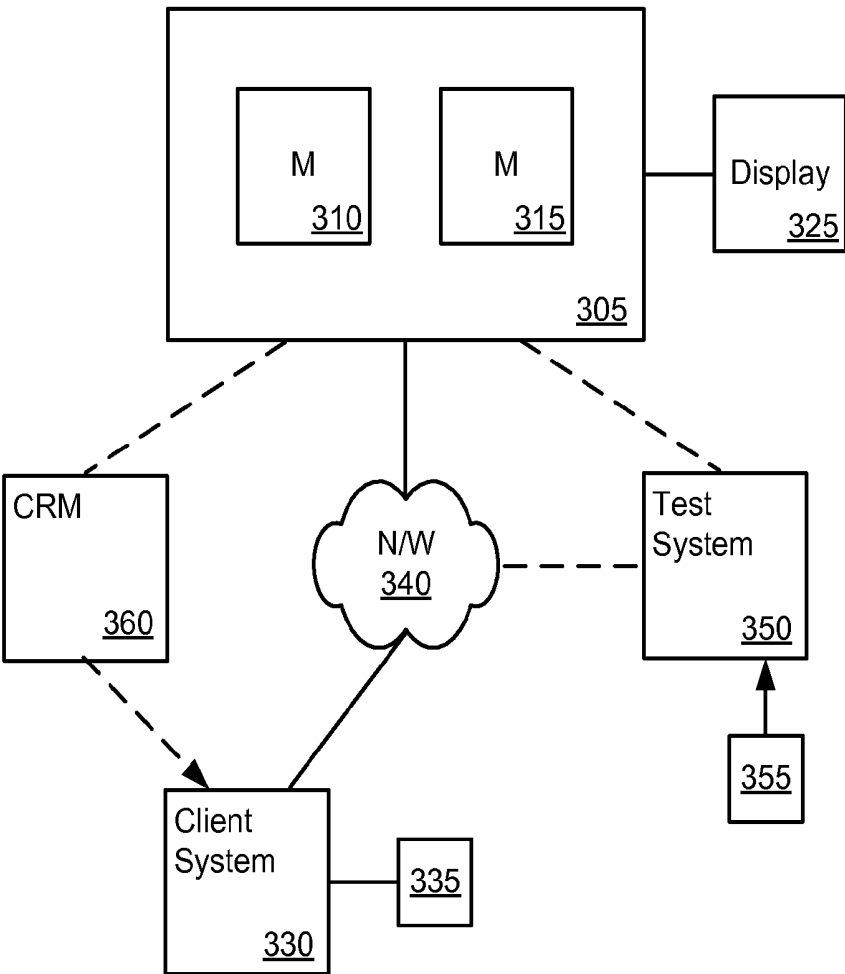 M
310
M
315
Display
325
305
CRM
360
N/W
340
Test
System
350
355
Client
System
330
335